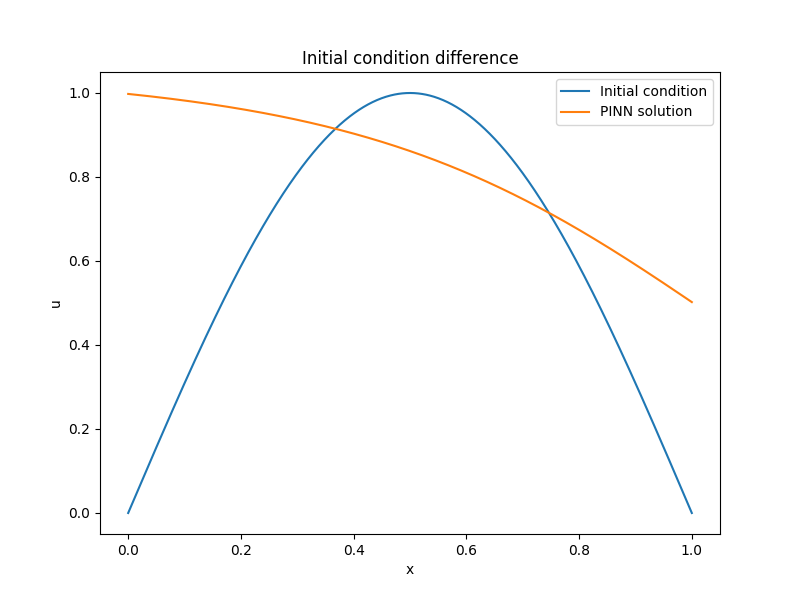 Initial condition difference
Initial condition
PINN solution
1.0
0.8
0.6
0.4
0.2
0.0
u
0.0 0.2 0.4 0.6 0.8 1.0
x